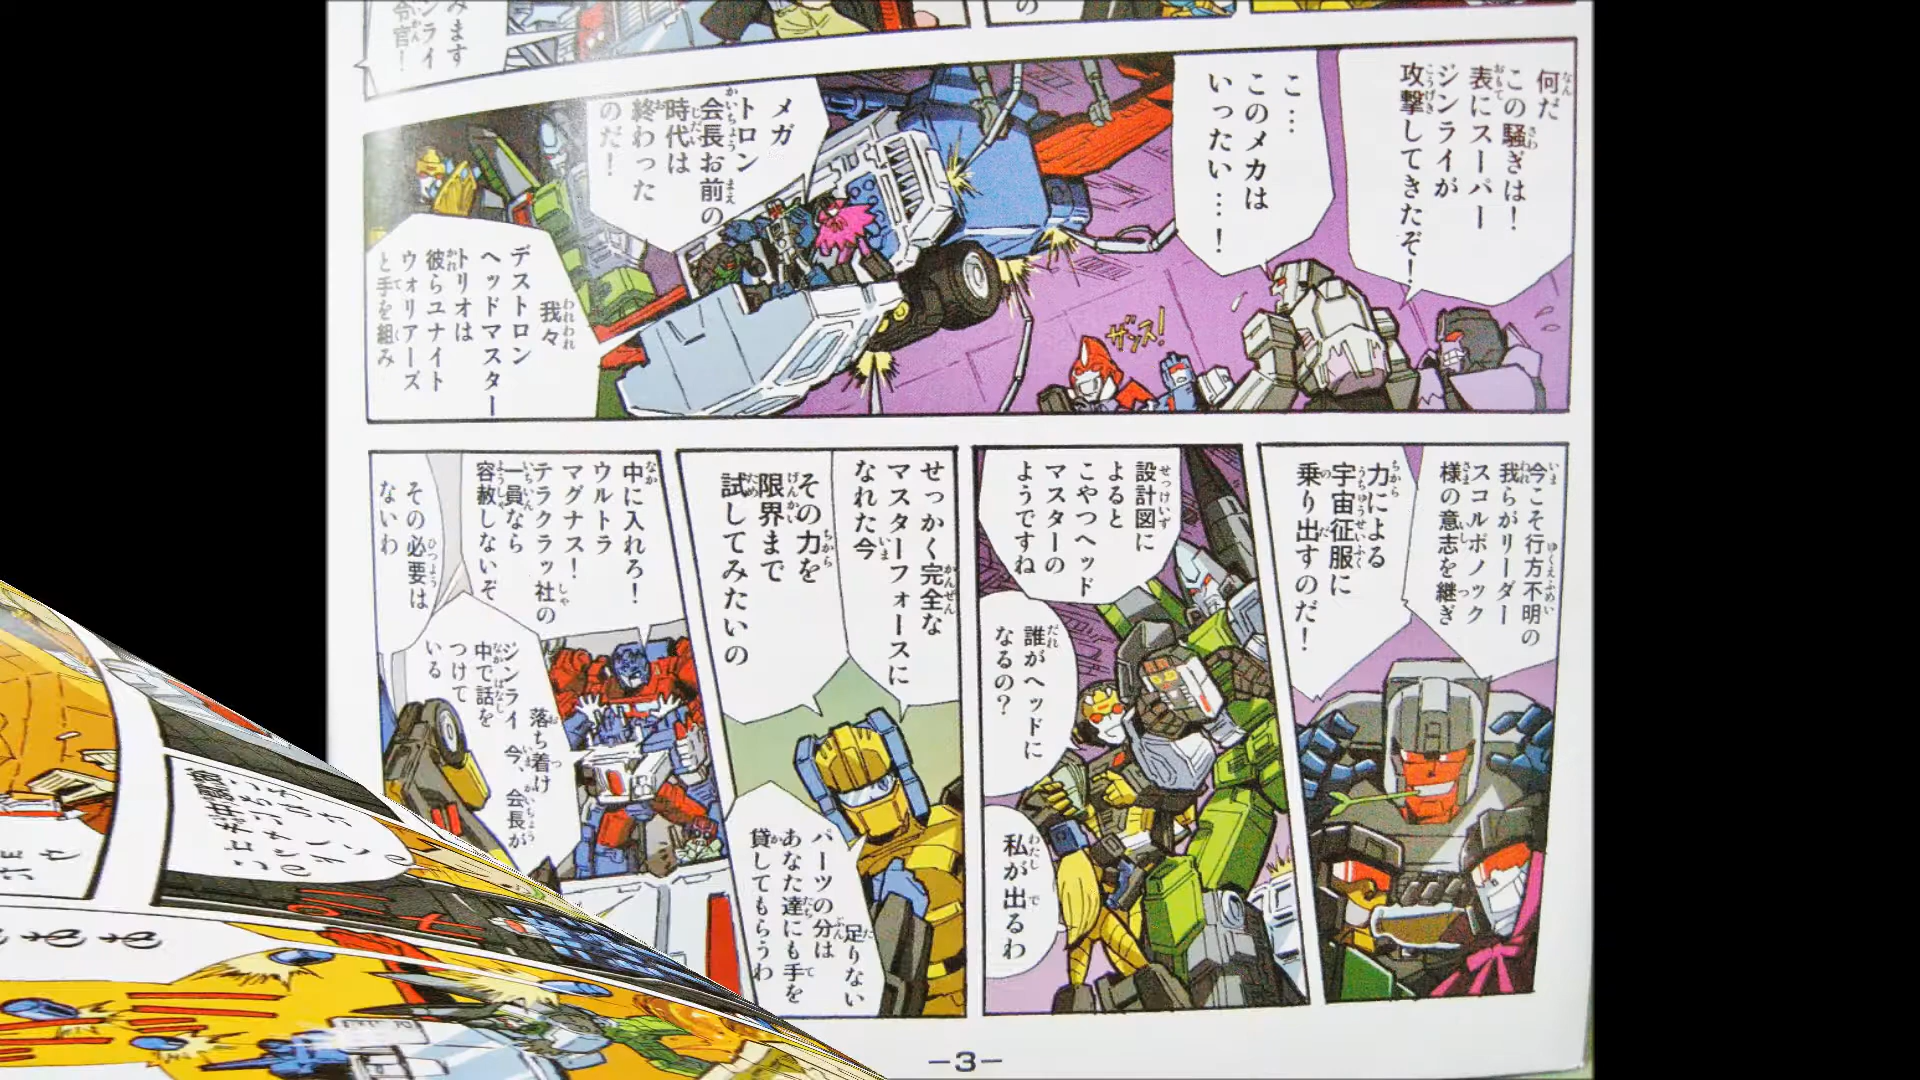 みます
ンライ
令官！
の
何だ
この騒ぎは！
表にスーパー
ジンライが
攻撃してきたぞ！
こ…
このメカは
いったい…！
ザッス！
メガ
トロン
会長お前の
時代は
終わった
のだ！
我々
デストロン
ヘッドマスター
トリオは
彼らユナイト
ウォリアーズ
と手を組み
今こそ行方不明の
我らがリーダー
スコルポノック
様の意志を継ぎ
力による
宇宙征服に
乗り出すのだ！
設計図に
よると
こやつヘッド
マスターの
ようですね
誰がヘッドに
なるの？
私が出るわ
せっかく完全な
マスターフォースに
なれた今
その力を
限界まで
試してみたいの
足りない
パーツの分は
あなた達にも手を
貸してもらうわ
中に入れろ！
ウルトラ
マグナス！
テラクラッ社の
一員なら
容赦しないぞ
落ち着け
ジンライ 今、会長が
中で話を
つけて
いる
その必要は
ないわ
−3−